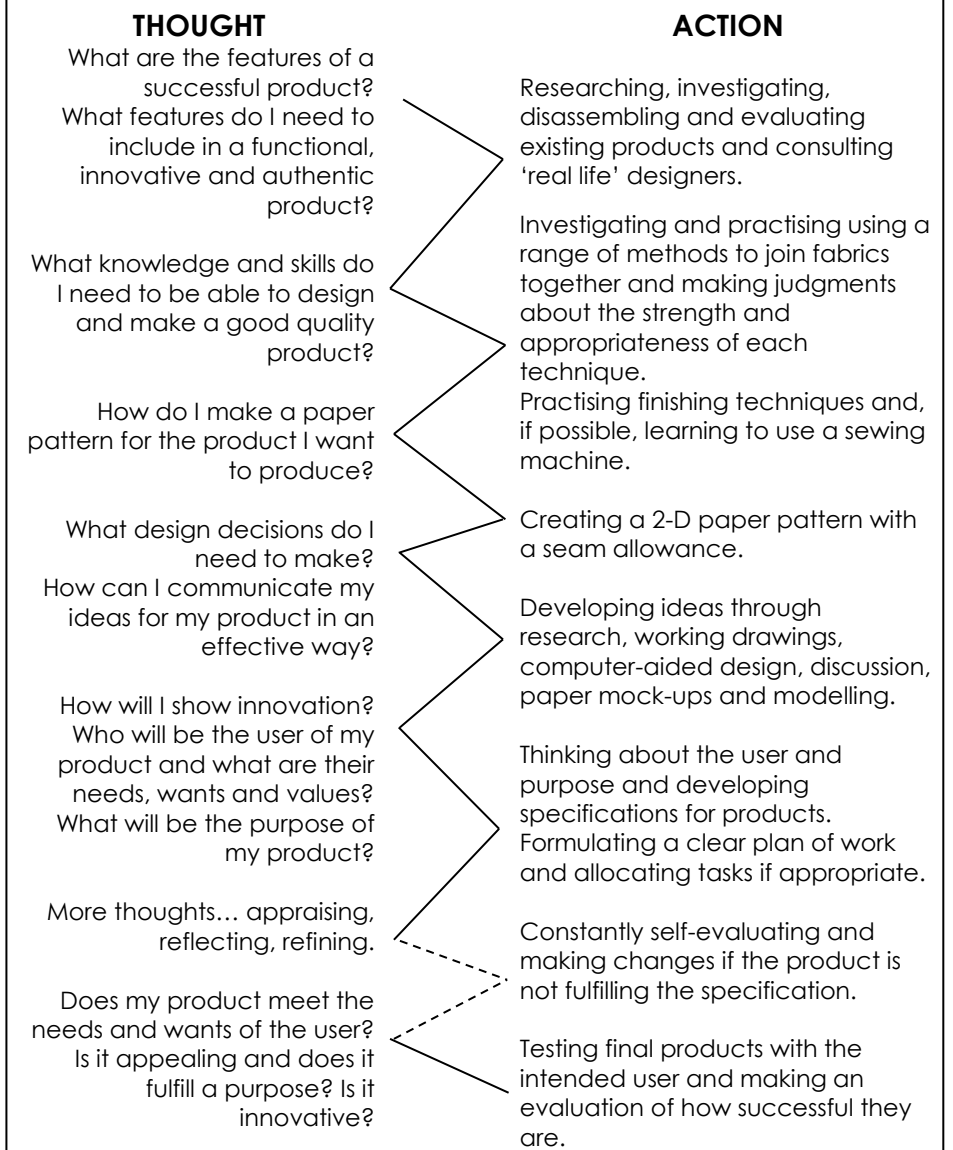 THOUGHT
What are the features of a
successful product?
What features do I need to
include in a functional,
innovative and authentic
product?
What knowledge and skills do
I need to be able to design
and make a good quality
product?
How do I make a paper
pattern for the product I want
to produce?
What design decisions do I
need to make?
How can I communicate my
ideas for my product in an
effective way?
How will I show innovation?
Who will be the user of my
product and what are their
needs, wants and values?
What will be the purpose of
my product?
More thoughts… appraising,
reflecting, refining.
Does my product meet the
needs and wants of the user?
Is it appealing and does it
fulfill a purpose? Is it
innovative?
ACTION
Researching, investigating,
disassembling and evaluating
existing products and consulting
‘real life’ designers.
Investigating and practising using a
range of methods to join fabrics
together and making judgments
about the strength and
appropriateness of each
technique.
Practising finishing techniques and,
if possible, learning to use a sewing
machine.
Creating a 2-D paper pattern with
a seam allowance.
Developing ideas through
research, working drawings,
computer-aided design, discussion,
paper mock-ups and modelling.
Thinking about the user and
purpose and developing
specifications for products.
Formulating a clear plan of work
and allocating tasks if appropriate.
Constantly self-evaluating and
making changes if the product is
not fulfilling the specification.
Testing final products with the
intended user and making an
evaluation of how successful they
are.